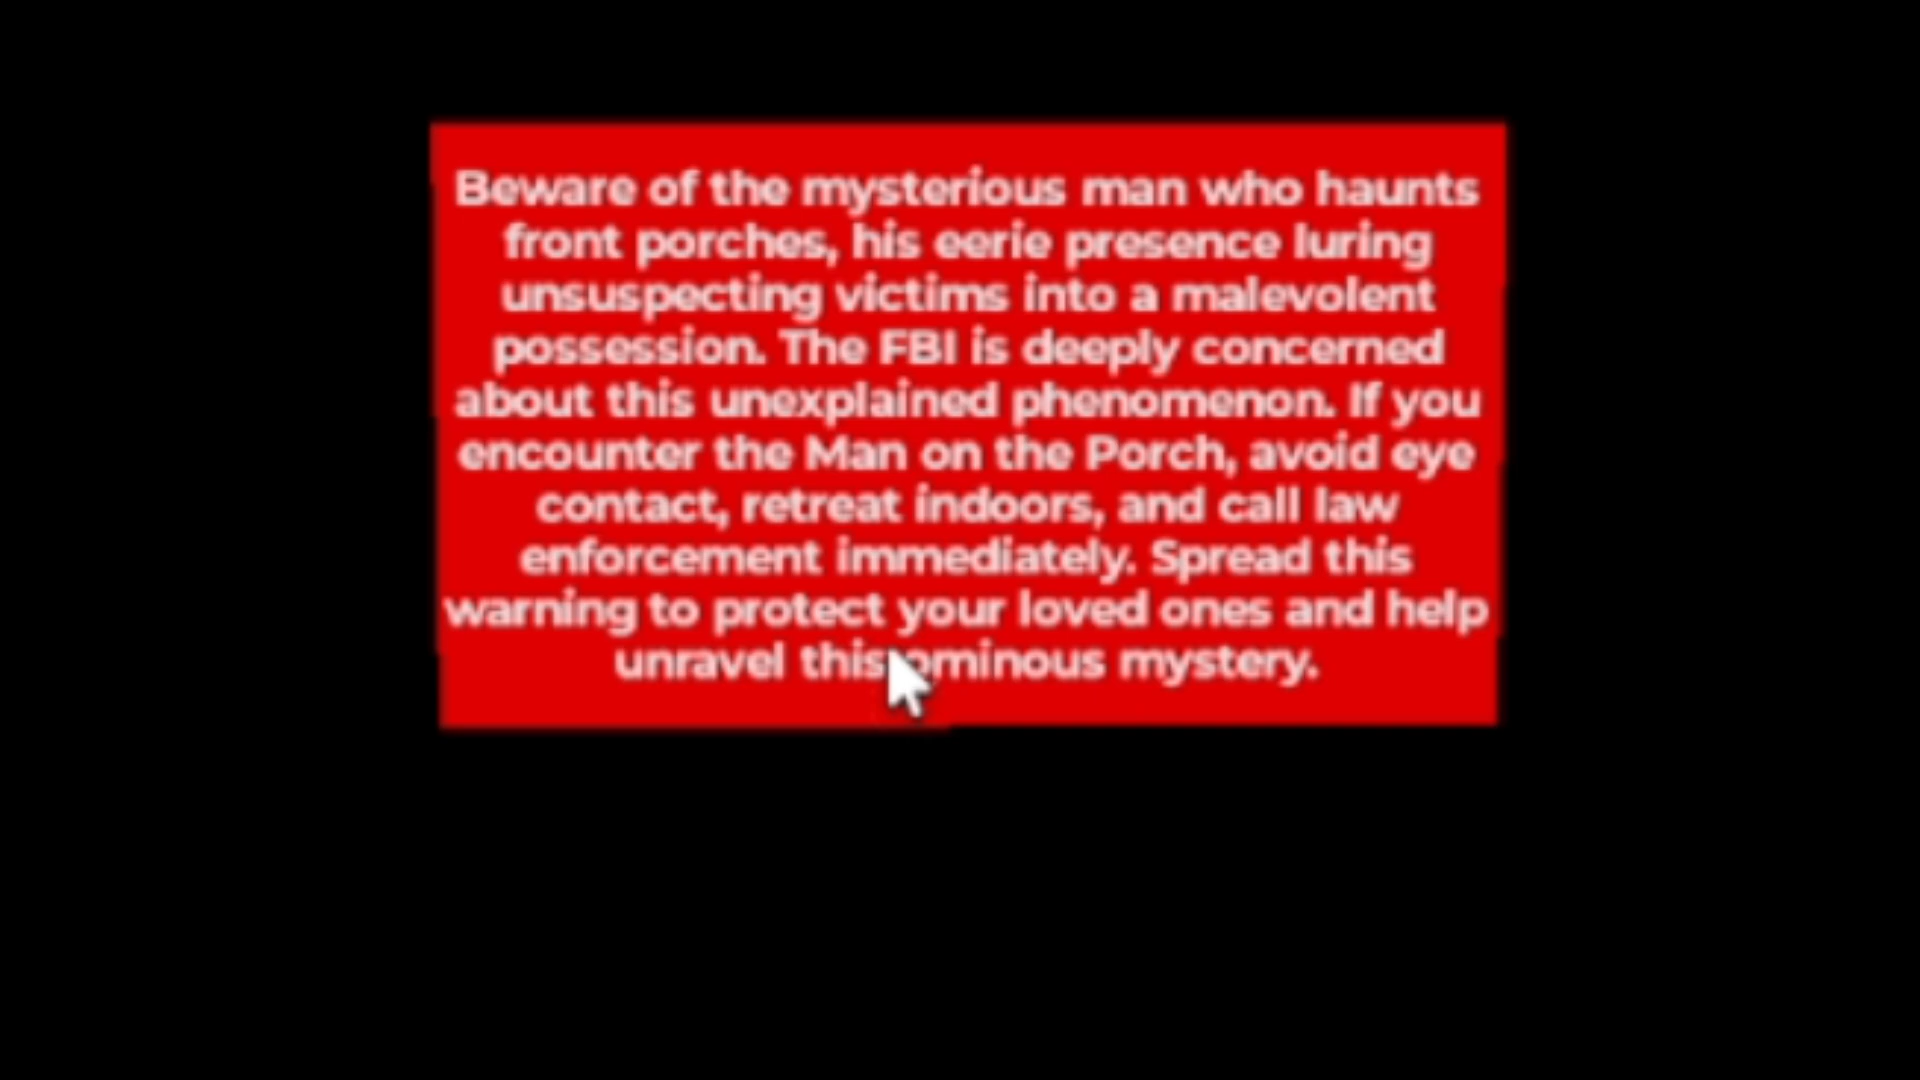 Beware of the mysterious man who haunts
front porches, his eerie presence luring
unsuspecting victims into a malevolent
possession. The FBI is deeply concerned
about this unexplained phenomenon. If you
encounter the Man on the Porch, avoid eye
contact, retreat indoors, and call law
enforcement immediately. Spread this
warning to protect your loved ones and help
unravel this ominous mystery.